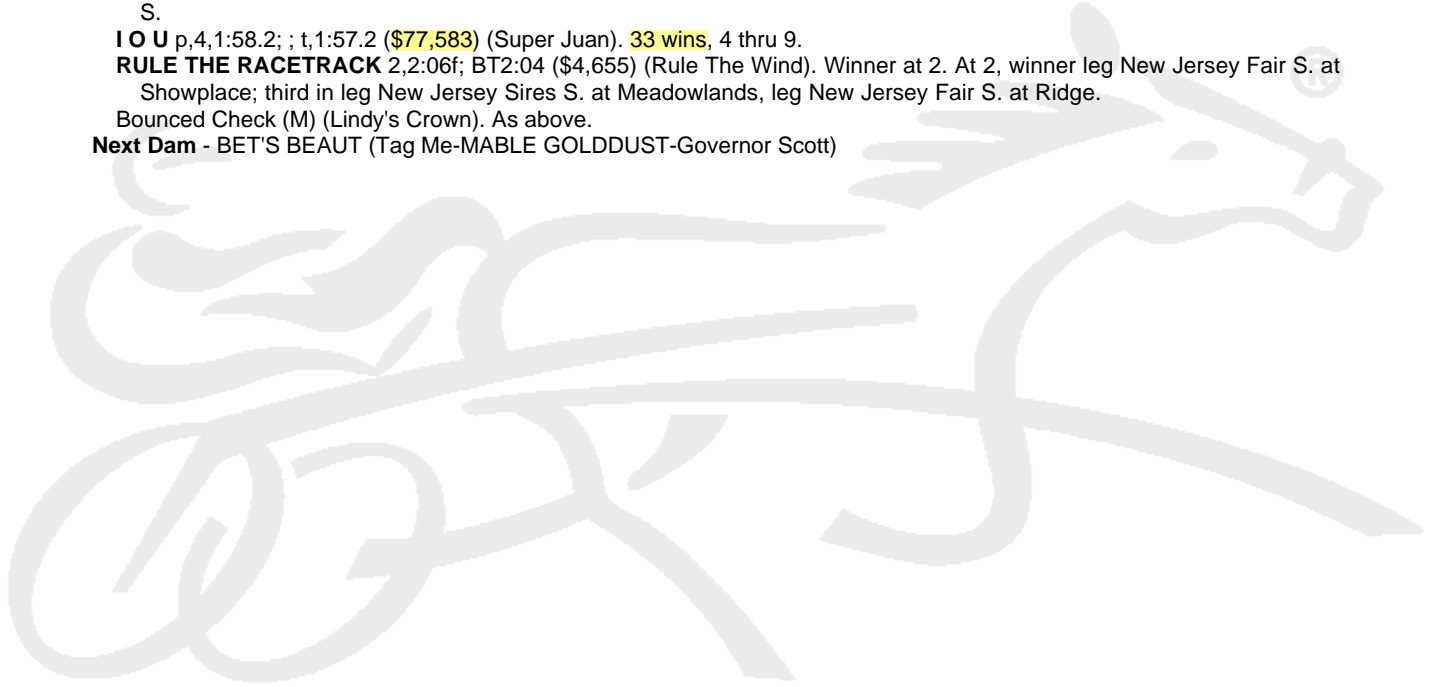 S.
I O U p,4,1:58.2; ; t,1:57.2 ($77,583) (Super Juan). 33 wins, 4 thru 9.
RULE THE RACETRACK 2,2:06f; BT2:04 ($4,655) (Rule The Wind). Winner at 2. At 2, winner leg New Jersey Fair S. at
Showplace; third in leg New Jersey Sires S. at Meadowlands, leg New Jersey Fair S. at Ridge.
Bounced Check (M) (Lindy's Crown). As above.
Next Dam - BET'S BEAUT (Tag Me-MABLE GOLDDUST-Governor Scott)
®